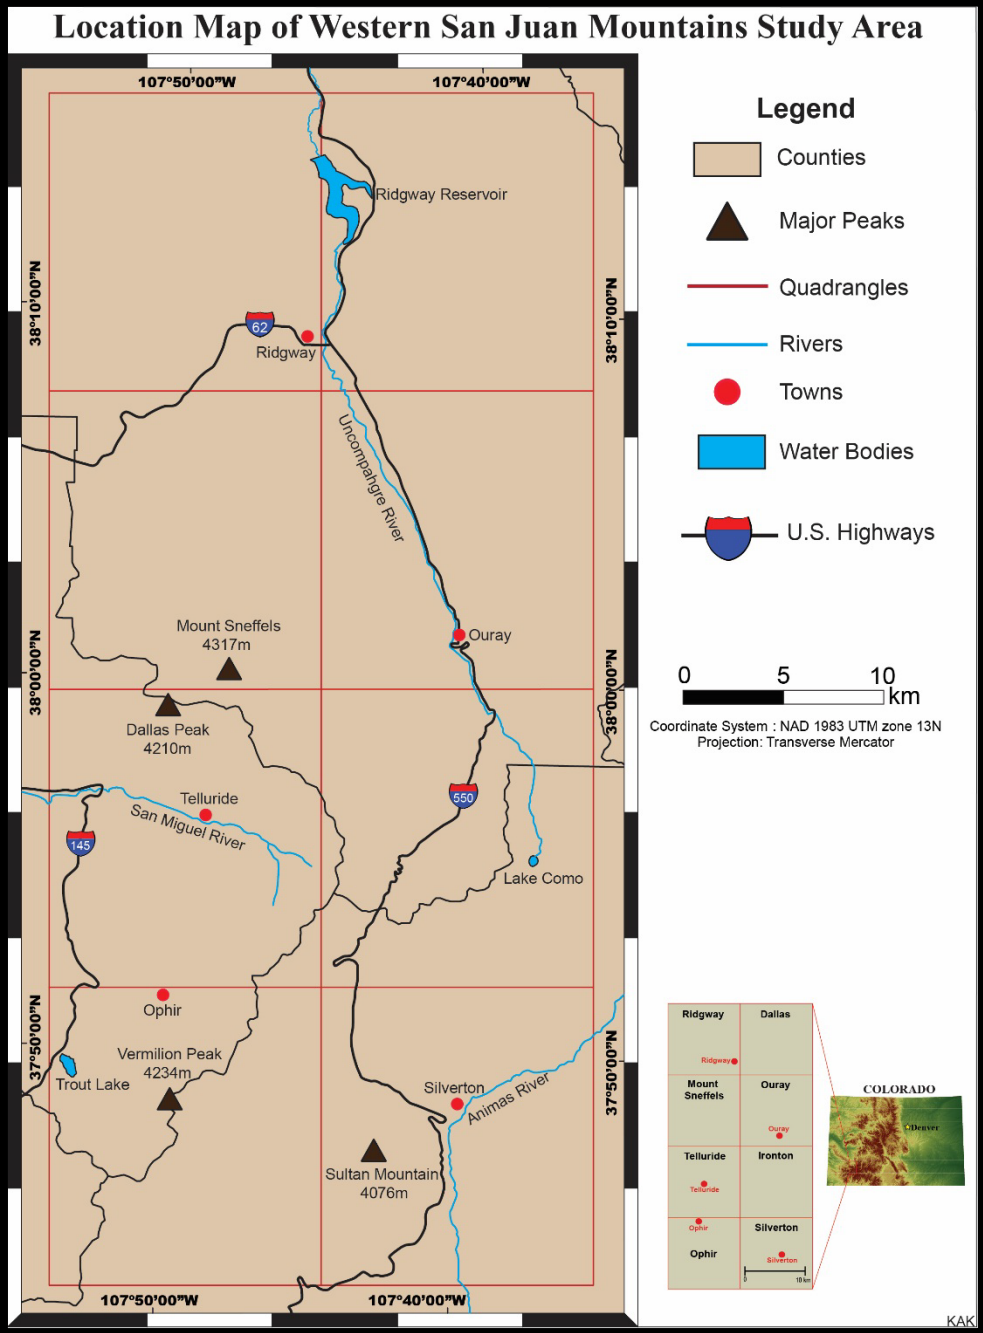 Location Map of Western San Juan Mountains Study Area
107°50'00"W
107°40'00"W
38°10'00"N
38°10'00"N
38°00'00"N
38°00'00"N
37°50'00"N
37°50'00"N
107°50'00"W
107°40'00"W
Ridgway Reservoir
62
Ridgway
Uncompahgre River
Mount Sneffels
4317m
Ouray
Dallas Peak
4210m
Telluride
San Miguel River
550
145
Lake Como
Ophir
Vermilion Peak
4234m
Trout Lake
Silverton
Animas River
Sultan Mountain
4076m
Legend
Counties
Major Peaks
Quadrangles
Rivers
Towns
Water Bodies
U.S. Highways
0 5 10
km
Coordinate System : NAD 1983 UTM zone 13N
Projection: Transverse Mercator
Ridgway
Dallas
Ridgway
Mount
Sneffels
Ouray
Ouray
Telluride
Ironton
Telluride
Ophir
Silverton
Ophir
Silverton
0 10 km
COLORADO
Denver
KAK